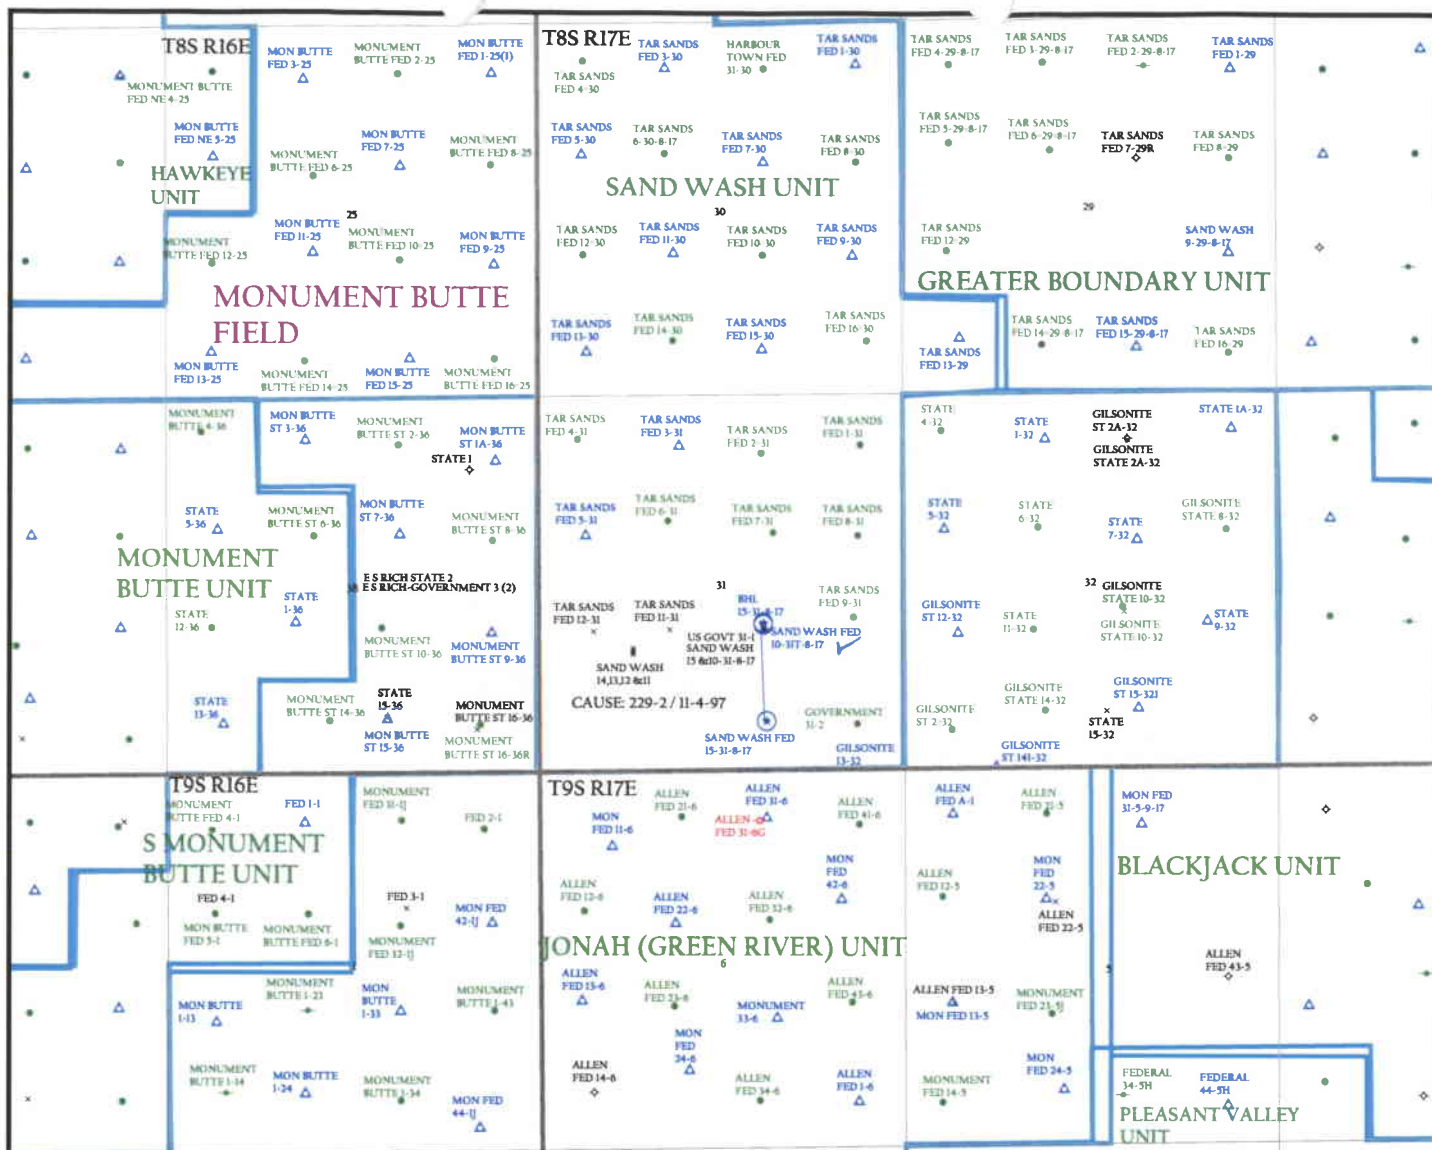 T8S R16E
MON BUTTE
FED 3-25
MONUMENT
BUTTE FED 2-25
MON BUTTE
FED 1-25(I)
MONUMENT BUTTE
FED NE 4-25
MON BUTTE
FED NE 5-25
MON BUTTE
FED 7-25
MONUMENT
BUTTE FED 8-25
MONUMENT
BUTTE FED 6-25
HAWKEYE
UNIT
25
MON BUTTE
FED 11-25
MONUMENT
BUTTE FED 10-25
MON BUTTE
FED 9-25
MONUMENT
BUTTE FED 12-25
MONUMENT BUTTE
FIELD
MON BUTTE
FED 13-25
MONUMENT
BUTTE FED 14-25
MON BUTTE
FED 15-25
MONUMENT
BUTTE FED 16-25
T8S R17E
TAR SANDS
FED 4-30
TAR SANDS
FED 3-30
HARBOUR
TOWN FED
31-30
TAR SANDS
FED 1-30
TAR SANDS
FED 5-30
TAR SANDS
6-30-8-17
TAR SANDS
FED 7-30
TAR SANDS
FED 8-30
SAND WASH UNIT
30
TAR SANDS
FED 12-30
TAR SANDS
FED 11-30
TAR SANDS
FED 10-30
TAR SANDS
FED 9-30
TAR SANDS
FED 13-30
TAR SANDS
FED 14-30
TAR SANDS
FED 15-30
TAR SANDS
FED 16-30
TAR SANDS
FED 4-29-8-17
TAR SANDS
FED 3-29-8-17
TAR SANDS
FED 2-29-8-17
TAR SANDS
FED 1-29
TAR SANDS
FED 5-29-8-17
TAR SANDS
FED 6-29-8-17
TAR SANDS
FED 7-29R
TAR SANDS
FED 8-29
29
TAR SANDS
FED 12-29
SAND WASH
9-29-8-17
GREATER BOUNDARY UNIT
TAR SANDS
FED 13-29
TAR SANDS
FED 14-29-8-17
TAR SANDS
FED 15-29-8-17
TAR SANDS
FED 16-29
MONUMENT
BUTTE 4-36
MON BUTTE
ST 3-36
MONUMENT
BUTTE ST 2-36
MON BUTTE
ST 1A-36
STATE 1
STATE
5-36
MONUMENT
BUTTE ST 6-36
MON BUTTE
ST 7-36
MONUMENT
BUTTE ST 8-36
MONUMENT
BUTTE UNIT
E S RICH STATE 2
E S RICH-GOVERNMENT 3 (2)
STATE
12-36
STATE
1-36
MONUMENT
BUTTE ST 10-36
MONUMENT
BUTTE ST 9-36
STATE
13-36
MONUMENT
BUTTE ST 14-36
STATE
15-36
MON BUTTE
ST 15-36
MONUMENT
BUTTE ST 16-36
MONUMENT
BUTTE ST 16-36R
TAR SANDS
FED 4-31
TAR SANDS
FED 3-31
TAR SANDS
FED 2-31
TAR SANDS
FED 1-31
TAR SANDS
FED 5-31
TAR SANDS
FED 6-31
TAR SANDS
FED 7-31
TAR SANDS
FED 8-31
31
TAR SANDS
FED 12-31
TAR SANDS
FED 11-31
BHL
15-31-8-17
TAR SANDS
FED 9-31
US GOVT 31-1
SAND WASH
15 &10-31-8-17
SAND WASH FED
10-31T-8-17
SAND WASH
14,13,12 &11
CAUSE: 229-2 / 11-4-97
SAND WASH FED
15-31-8-17
GOVERNMENT
31-2
GILSONITE
13-32
STATE
4-32
STATE
1-32
GILSONITE
ST 2A-32
GILSONITE
STATE 2A-32
STATE 1A-32
STATE
5-32
STATE
6-32
STATE
7-32
GILSONITE
STATE 8-32
32
GILSONITE
STATE 10-32
GILSONITE
STATE 10-32
GILSONITE
ST 12-32
STATE
11-32
STATE
9-32
GILSONITE
ST 2-32
GILSONITE
STATE 14-32
GILSONITE
ST 15-32I
STATE
15-32
GILSONITE
ST 14I-32
T9S R16E
MONUMENT
BUTTE FED 4-1
FED 1-1
MONUMENT
FED 11-1J
FED 2-1
S MONUMENT
BUTTE UNIT
FED 4-1
MON BUTTE
FED 5-1
MONUMENT
BUTTE FED 6-1
FED 3-1
MONUMENT
FED 32-1J
MON FED
42-1J
MON BUTTE
1-13
MONUMENT
BUTTE 1-23
MON
BUTTE
1-33
MONUMENT
BUTTE 1-43
MONUMENT
BUTTE 1-14
MON BUTTE
1-24
MONUMENT
BUTTE 1-34
MON FED
44-1J
T9S R17E
MON
FED 11-6
ALLEN
FED 21-6
ALLEN
FED 31-6
ALLEN
FED 31-6G
ALLEN
FED 41-6
ALLEN
FED 12-6
ALLEN
FED 22-6
ALLEN
FED 32-6
MON
FED
42-6
JONAH (GREEN RIVER) UNIT
6
ALLEN
FED 13-6
ALLEN
FED 23-6
MONUMENT
33-6
ALLEN
FED 43-6
ALLEN
FED 14-6
MON
FED
24-6
ALLEN
FED 34-6
ALLEN
FED 1-6
ALLEN
FED A-1
ALLEN
FED 21-5
MON FED
31-5-9-17
ALLEN
FED 12-5
MON
FED
22-5
ALLEN
FED 22-5
BLACKJACK UNIT
ALLEN FED 13-5
MON FED 13-5
MONUMENT
FED 23-5J
5
ALLEN
FED 43-5
MONUMENT
FED 14-5
MON
FED 24-5
FEDERAL
34-5H
FEDERAL
44-5H
PLEASANT VALLEY
UNIT